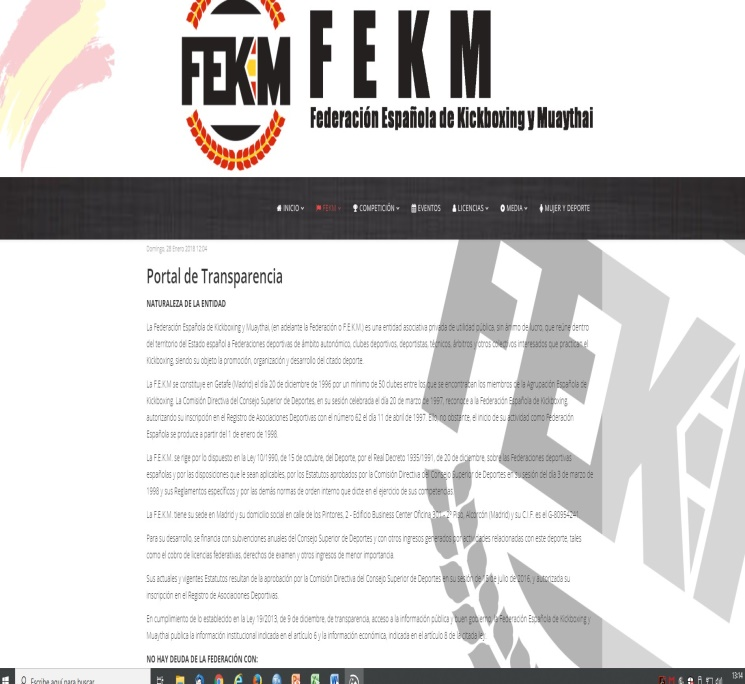 FEKM
F E K M
Federación Española de Kickboxing y Muaythai
INICIO FEKM COMPETICIÓN EVENTOS LICENCIAS MEDIA MUJER Y DEPORTE
Domingo, 28 Enero 2018 12:04
Portal de Transparencia
NATURALEZA DE LA ENTIDAD
La Federación Española de Kickboxing y Muaythai, (en adelante la Federación o F.E.K.M.) es una entidad asociativa privada de utilidad pública, sin ánimo de lucro, que reúne dentro
del territorio del Estado español a Federaciones deportivas de ámbito autonómico, clubes deportivos, deportistas, técnicos, árbitros y otros colectivos interesados que practican el
Kickboxing, siendo su objeto la promoción, organización y desarrollo del citado deporte.
La F.E.K.M se constituye en Getafe (Madrid) el día 20 de diciembre de 1996 por un mínimo de 50 clubes entre los que se encontraban los miembros de la Agrupación Española de
Kickboxing. La Comisión Directiva del Consejo Superior de Deportes, en su sesión celebrada el día 20 de marzo de 1997, reconoce a la Federación Española de Kickboxing,
autorizando su inscripción en el Registro de Asociaciones Deportivas con el número 62 el día 11 de abril de 1997. Ello no obstante, el inicio de su actividad como Federación
Española se produce a partir del 1 de enero de 1998.
La F.E.K.M. se rige por lo dispuesto en la Ley 10/1990, de 15 de octubre, del Deporte, por el Real Decreto 1935/1991, de 20 de diciembre, sobre las Federaciones deportivas
españolas y por las disposiciones que le sean aplicables, por los Estatutos aprobados por la Comisión Directiva del Consejo Superior de Deportes en su sesión del día 3 de marzo de
1998 y sus Reglamentos específicos y por las demás normas de orden interno que dicte en el ejercicio de sus competencias.
La F.E.K.M. tiene su sede en Madrid y su domicilio social en calle de los Pintores, 2 - Edificio Business Center Oficina 301 - 2º Piso, Alcorcón (Madrid) y su C.I.F. es el G-80954241.
Para su desarrollo, se financia con subvenciones anuales del Consejo Superior de Deportes y con otros ingresos generados por actividades relacionadas con este deporte, tales
como el cobro de licencias federativas, derechos de examen y otros ingresos de menor importancia.
Sus actuales y vigentes Estatutos resultan de la aprobación por la Comisión Directiva del Consejo Superior de Deportes en su sesión de de julio de 2016, y autorizada su
inscripción en el Registro de Asociaciones Deportivas.
En cumplimiento de lo establecido en la Ley 19/2013, de 9 de diciembre, de transparencia, acceso a la información pública y buen gobierno, la Federación Española de Kickboxing y
Muaythai publica la información institucional indicada en el artículo 6 y la información económica, indicada en el artículo 8 de la citada ley.
NO HAY DEUDA DE LA FEDERACIÓN CON:
Escribe aquí para buscar
13:14